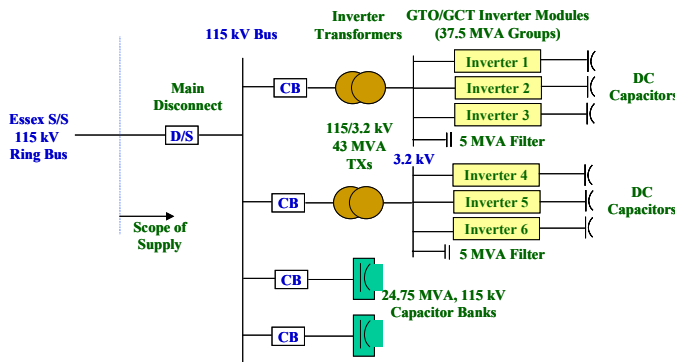 Inverter
Transformers
GTO/GCT Inverter Modules
(37.5 MVA Groups)
115 kV Bus
Inverter 1
CB
Inverter 2
DC
Capacitors
Main
Disconnect
Inverter 3
Essex S/S
115 kV
Ring Bus
D/S
115/3.2 kV
43 MVA
TXs
5 MVA Filter
3.2 kV
Inverter 4
CB
Inverter 5
DC
Capacitors
Scope of
Supply
Inverter 6
5 MVA Filter
CB
24.75 MVA, 115 kV
Capacitor Banks
CB